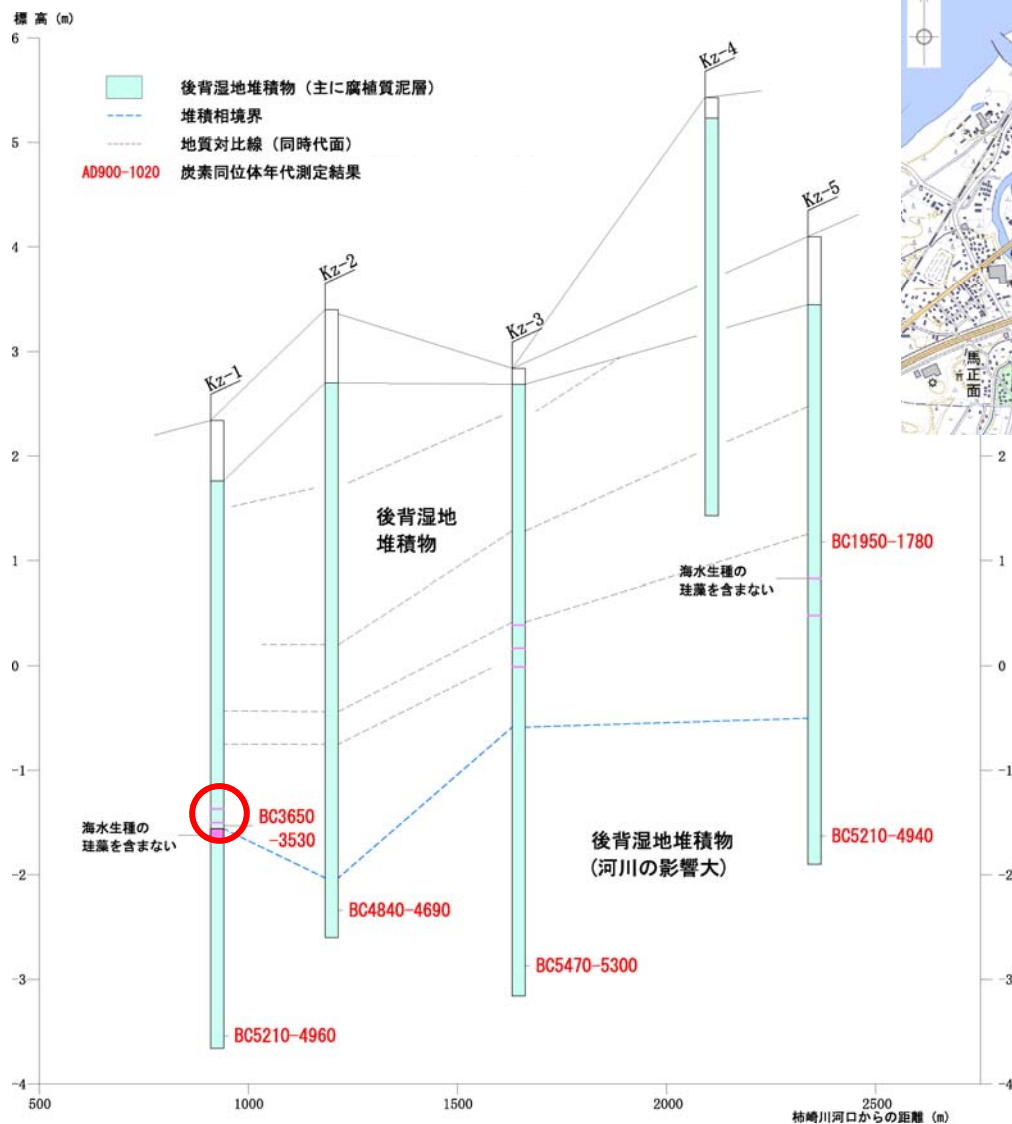 標 高 (m)
6
5
4
3
2
1
0
-1
-2
-3
-4
後背湿地堆積物（主に腐植質泥層）
堆積相境界
地質対比線（同時代面）
AD900-1020 炭素同位体年代測定結果
Kz-1
Kz-2
Kz-3
Kz-4
Kz-5
馬正面
後背湿地
堆積物
海水生種の
珪藻を含まない
BC1950-1780
BC3650
-3530
海水生種の
珪藻を含まない
後背湿地堆積物
（河川の影響大）
BC5210-4940
BC4840-4690
BC5470-5300
BC5210-4960
2
1
0
-1
-2
-3
-4
500
1000
1500
2000
2500
柿崎川河口からの距離 (m)